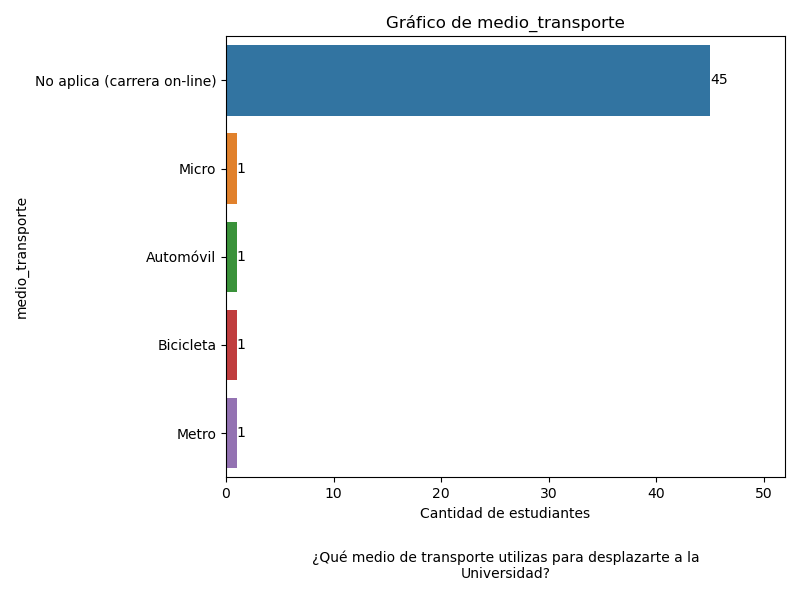 Gráfico de medio_transporte
No aplica (carrera on-line)
45
Micro
1
Automóvil
1
Bicicleta
1
Metro
1
medio_transporte
0 10 20 30 40 50
Cantidad de estudiantes
¿Qué medio de transporte utilizas para desplazarte a la
Universidad?